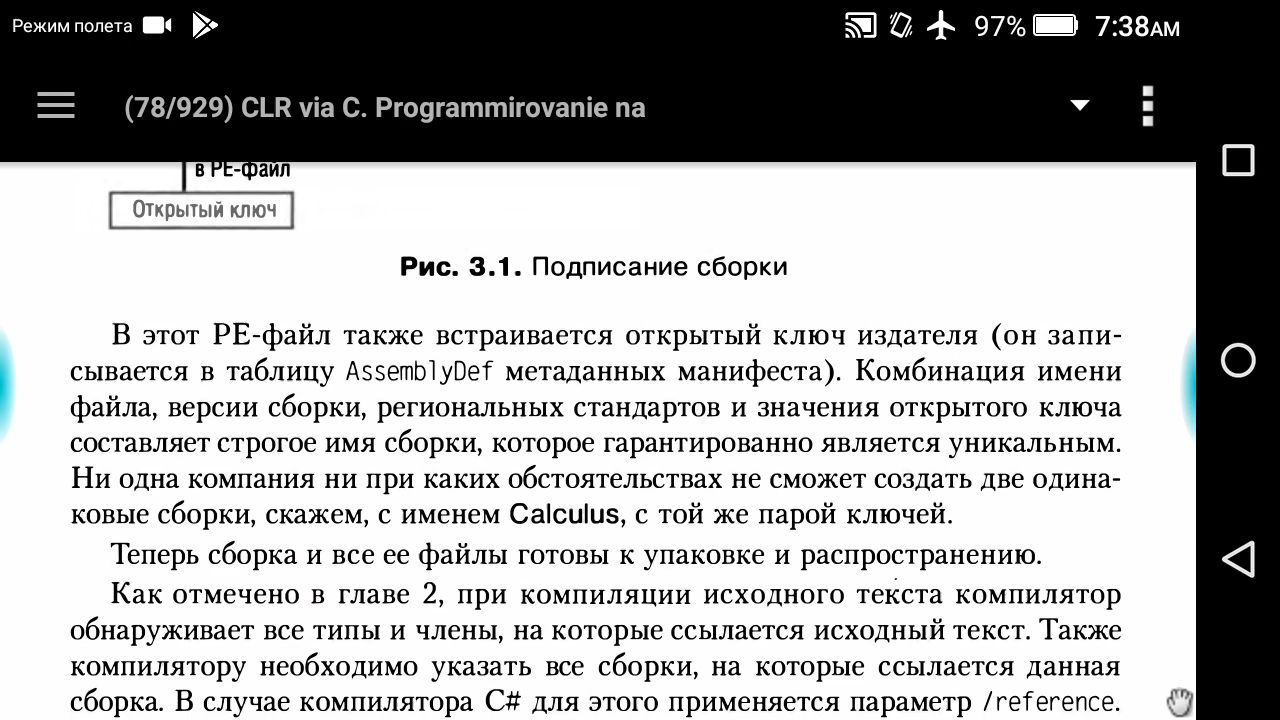 Режим полета 97% 7:38AM
(78/929) CLR via C. Programmirovanie na
в PE-файл
Открытый ключ
Рис. 3.1. Подписание сборки
В этот PE-файл также встраивается открытый ключ издателя (он запи-
сывается в таблицу AssemblyDef метаданных манифеста). Комбинация имени
файла, версии сборки, региональных стандартов и значения открытого ключа
составляет строгое имя сборки, которое гарантированно является уникальным.
Ни одна компания ни при каких обстоятельствах не сможет создать две одина-
ковые сборки, скажем, с именем Calculus, с той же парой ключей.
Теперь сборка и все ее файлы готовы к упаковке и распространению.
Как отмечено в главе 2, при компиляции исходного текста компилятор
обнаруживает все типы и члены, на которые ссылается исходный текст. Также
компилятору необходимо указать все сборки, на которые ссылается данная
сборка. В случае компилятора C# для этого применяется параметр /reference.